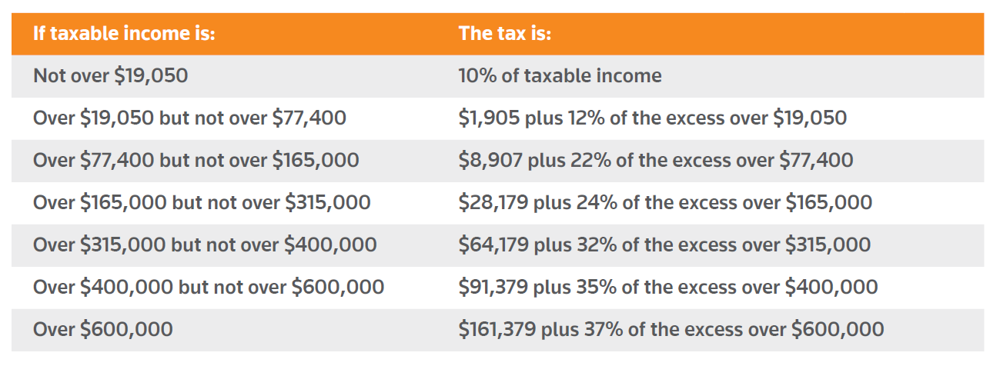 If taxable income is: The tax is:
Not over $19,050 10% of taxable income
Over $19,050 but not over $77,400 $1,905 plus 12% of the excess over $19,050
Over $77,400 but not over $165,000 $8,907 plus 22% of the excess over $77,400
Over $165,000 but not over $315,000 $28,179 plus 24% of the excess over $165,000
Over $315,000 but not over $400,000 $64,179 plus 32% of the excess over $315,000
Over $400,000 but not over $600,000 $91,379 plus 35% of the excess over $400,000
Over $600,000 $161,379 plus 37% of the excess over $600,000